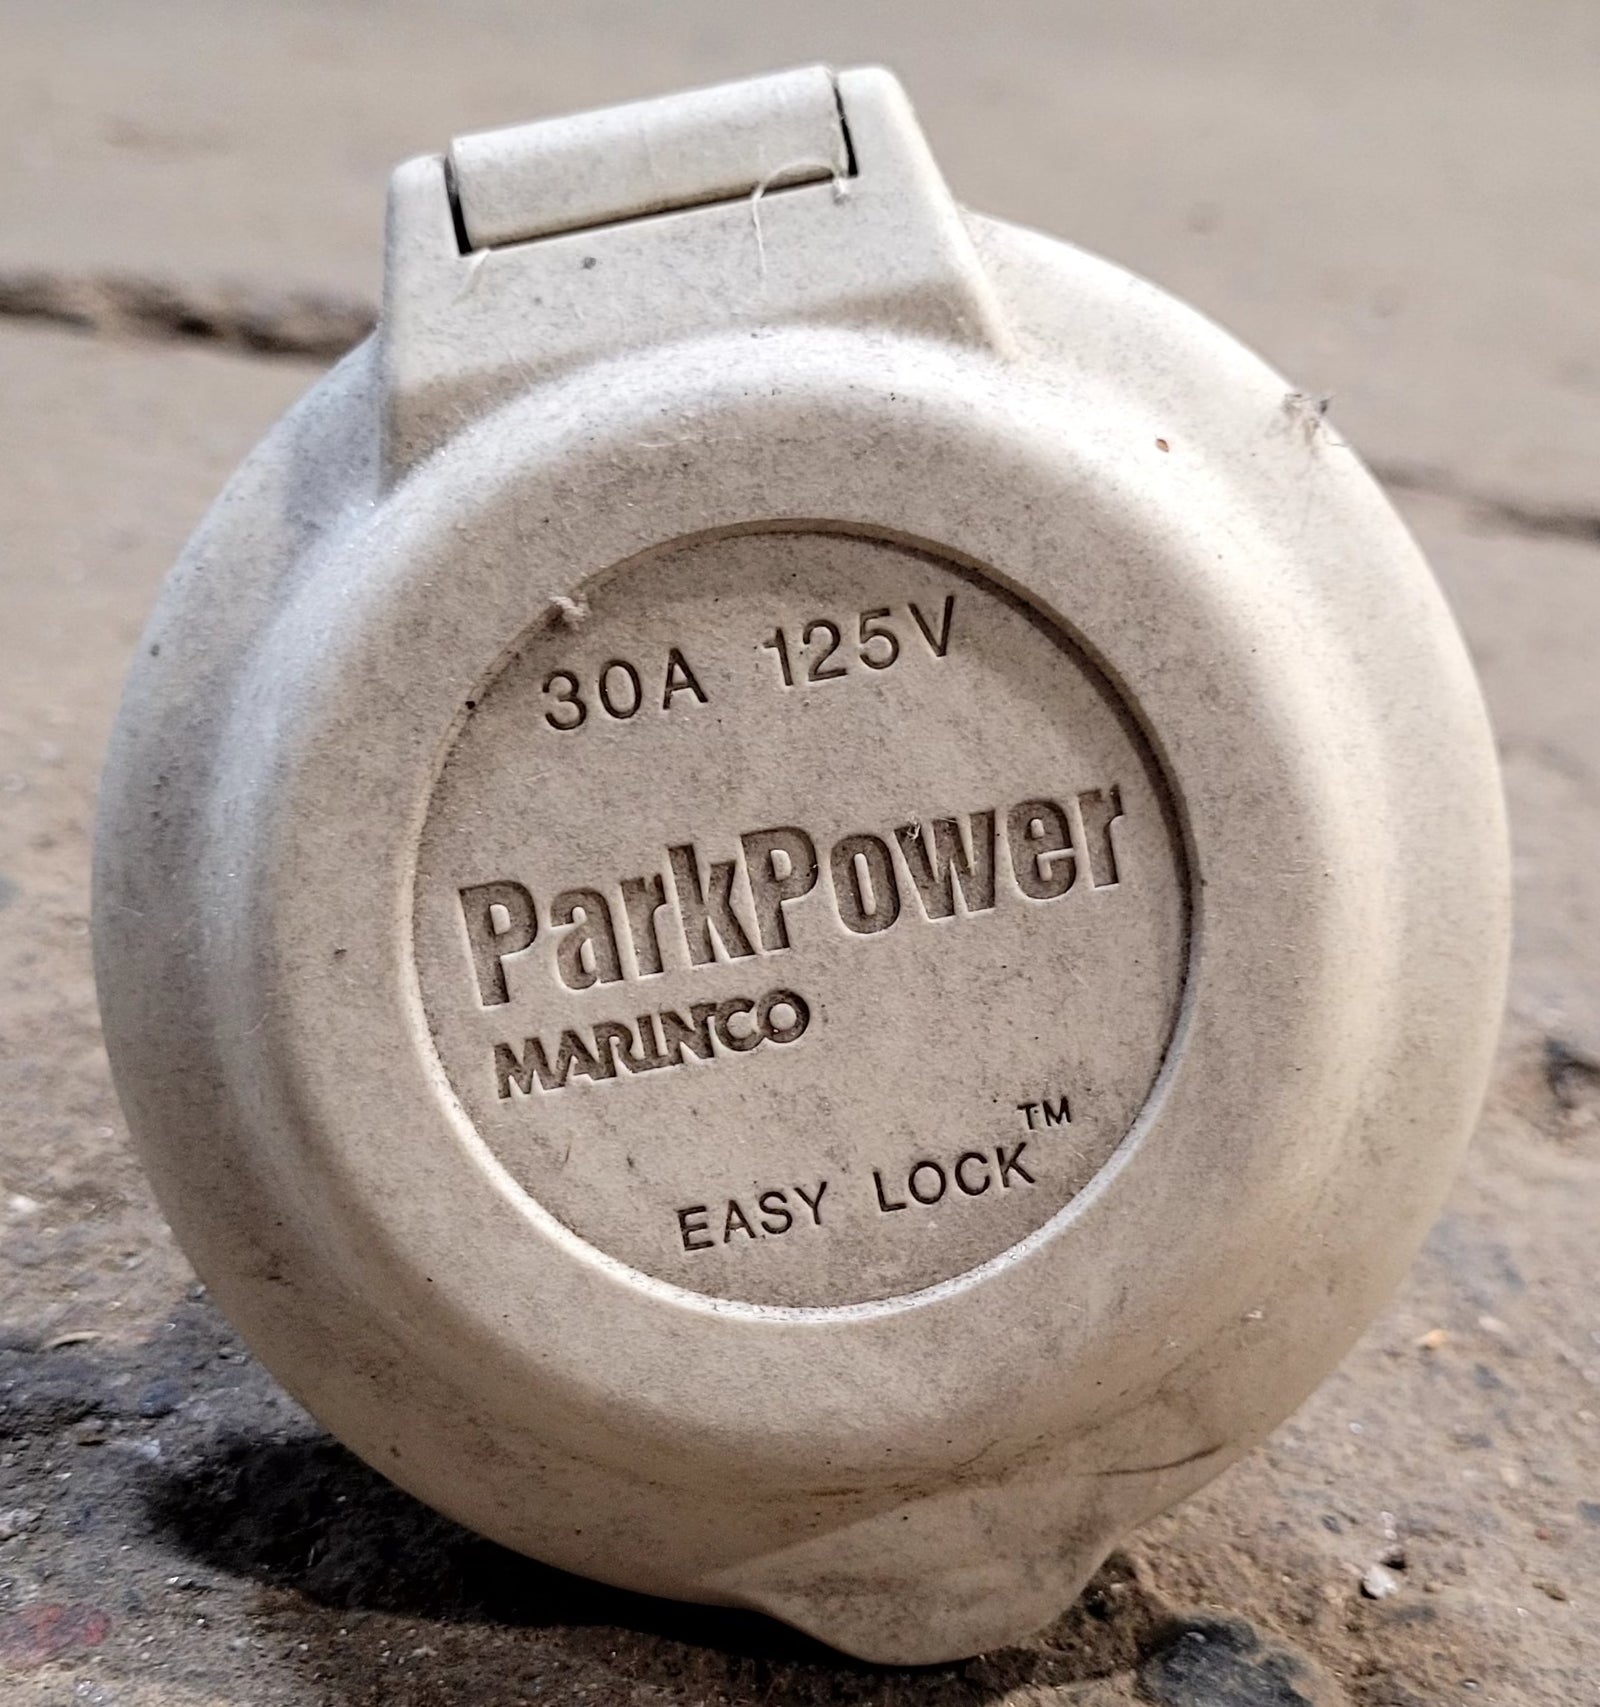 30A 125V
ParkPower
MARINCO
EASY LOCK™